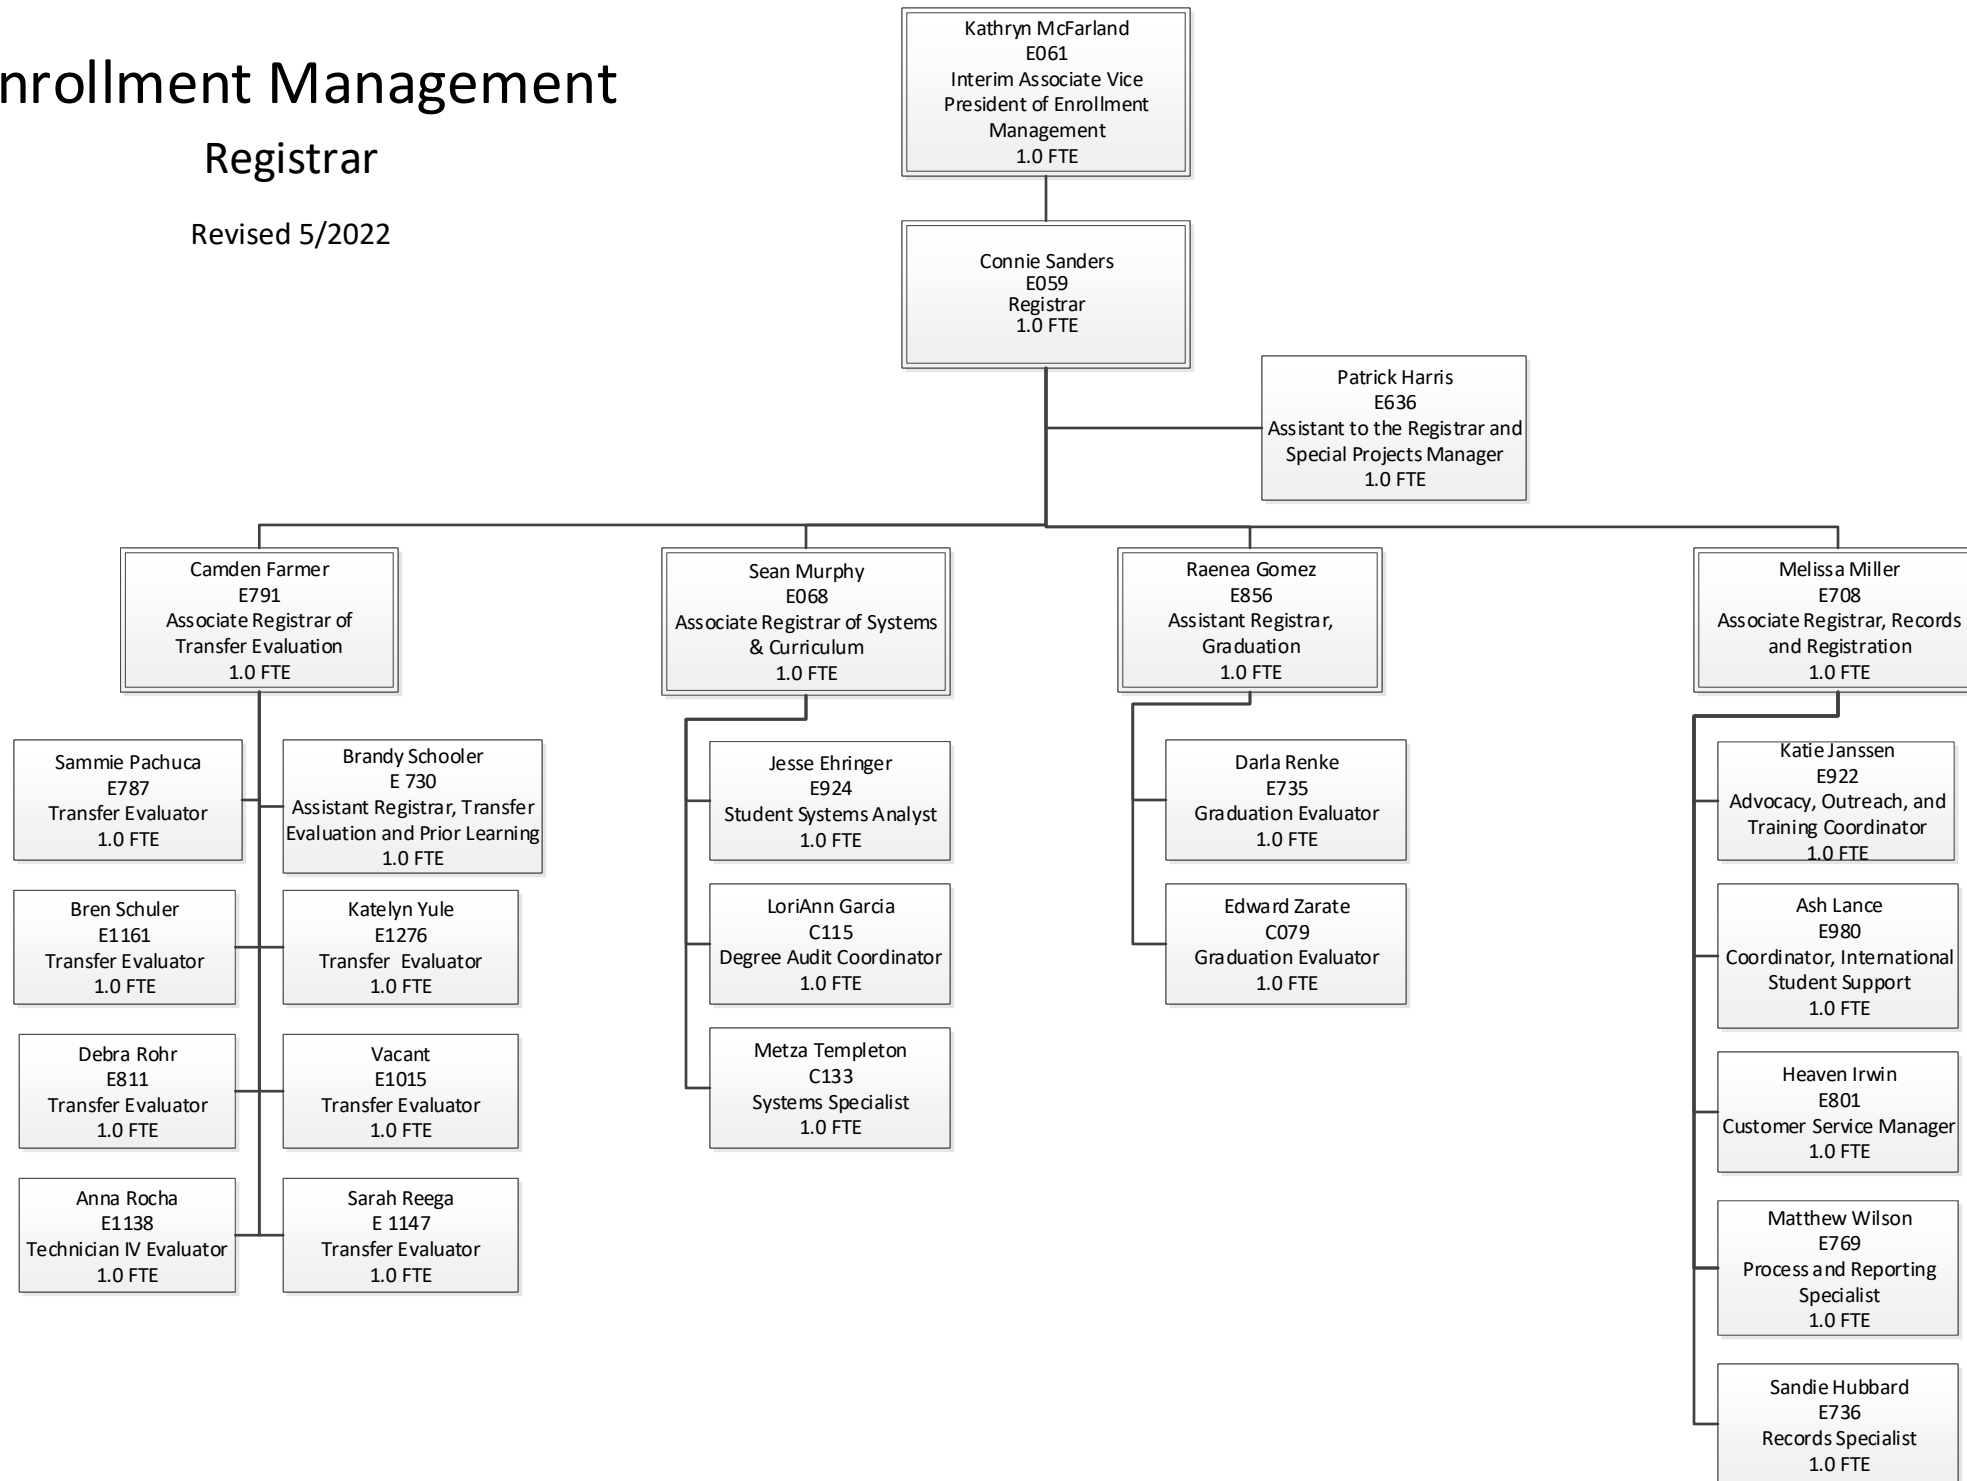 nrollment Management
Registrar
Revised 5/2022
Kathryn McFarland
E061
Interim Associate Vice
President of Enrollment
Management
1.0 FTE
Connie Sanders
E059
Registrar
1.0 FTE
Patrick Harris
E636
Assistant to the Registrar and
Special Projects Manager
1.0 FTE
Camden Farmer
E791
Associate Registrar of
Transfer Evaluation
1.0 FTE
Sean Murphy
E068
Associate Registrar of Systems
& Curriculum
1.0 FTE
Raenea Gomez
E856
Assistant Registrar,
Graduation
1.0 FTE
Melissa Miller
E708
Associate Registrar, Records
and Registration
1.0 FTE
Sammie Pachuca
E787
Transfer Evaluator
1.0 FTE
Brandy Schooler
E 730
Assistant Registrar, Transfer
Evaluation and Prior Learning
1.0 FTE
Bren Schuler
E1161
Transfer Evaluator
1.0 FTE
Katelyn Yule
E1276
Transfer  Evaluator
1.0 FTE
Debra Rohr
E811
Transfer Evaluator
1.0 FTE
Vacant
E1015
Transfer Evaluator
1.0 FTE
Anna Rocha
E1138
Technician IV Evaluator
1.0 FTE
Sarah Reega
E 1147
Transfer Evaluator
1.0 FTE
Jesse Ehringer
E924
Student Systems Analyst
1.0 FTE
LoriAnn Garcia
C115
Degree Audit Coordinator
1.0 FTE
Metza Templeton
C133
Systems Specialist
1.0 FTE
Darla Renke
E735
Graduation Evaluator
1.0 FTE
Edward Zarate
C079
Graduation Evaluator
1.0 FTE
Katie Janssen
E922
Advocacy, Outreach, and
Training Coordinator
1.0 FTE
Ash Lance
E980
Coordinator, International
Student Support
1.0 FTE
Heaven Irwin
E801
Customer Service Manager
1.0 FTE
Matthew Wilson
E769
Process and Reporting
Specialist
1.0 FTE
Sandie Hubbard
E736
Records Specialist
1.0 FTE